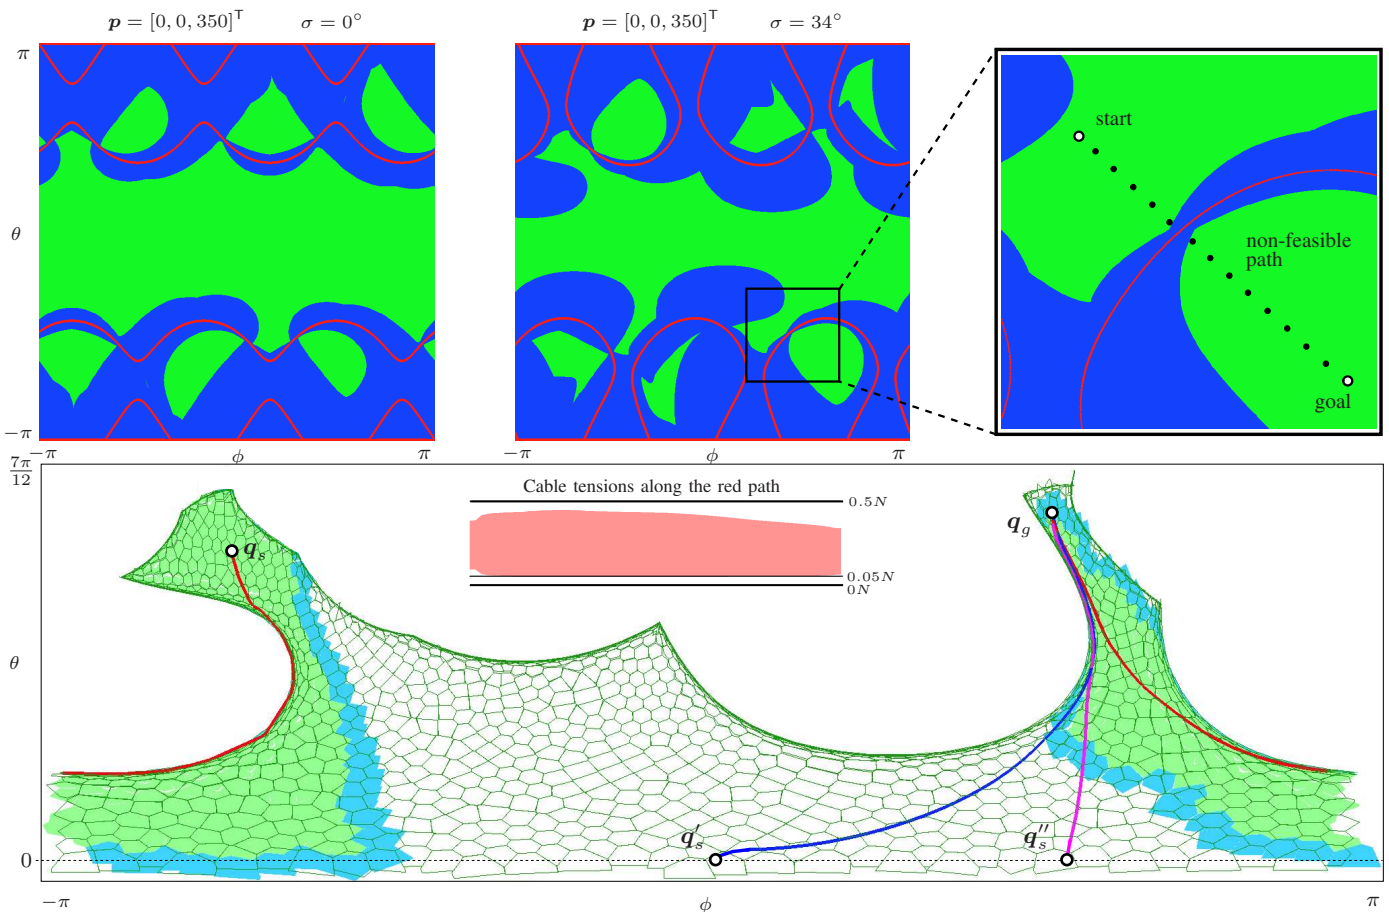 p = [0, 0, 350]ᵀ σ = 0°
p = [0, 0, 350]ᵀ σ = 34°
π
θ
−π
−π
ϕ
π
−π
ϕ
π
start
non-feasible
path
goal
7π/12
Cable tensions along the red path
0.5N
0.05N
0N
q_s
q_g
θ
q′_s
q″_s
0
−π
ϕ
π